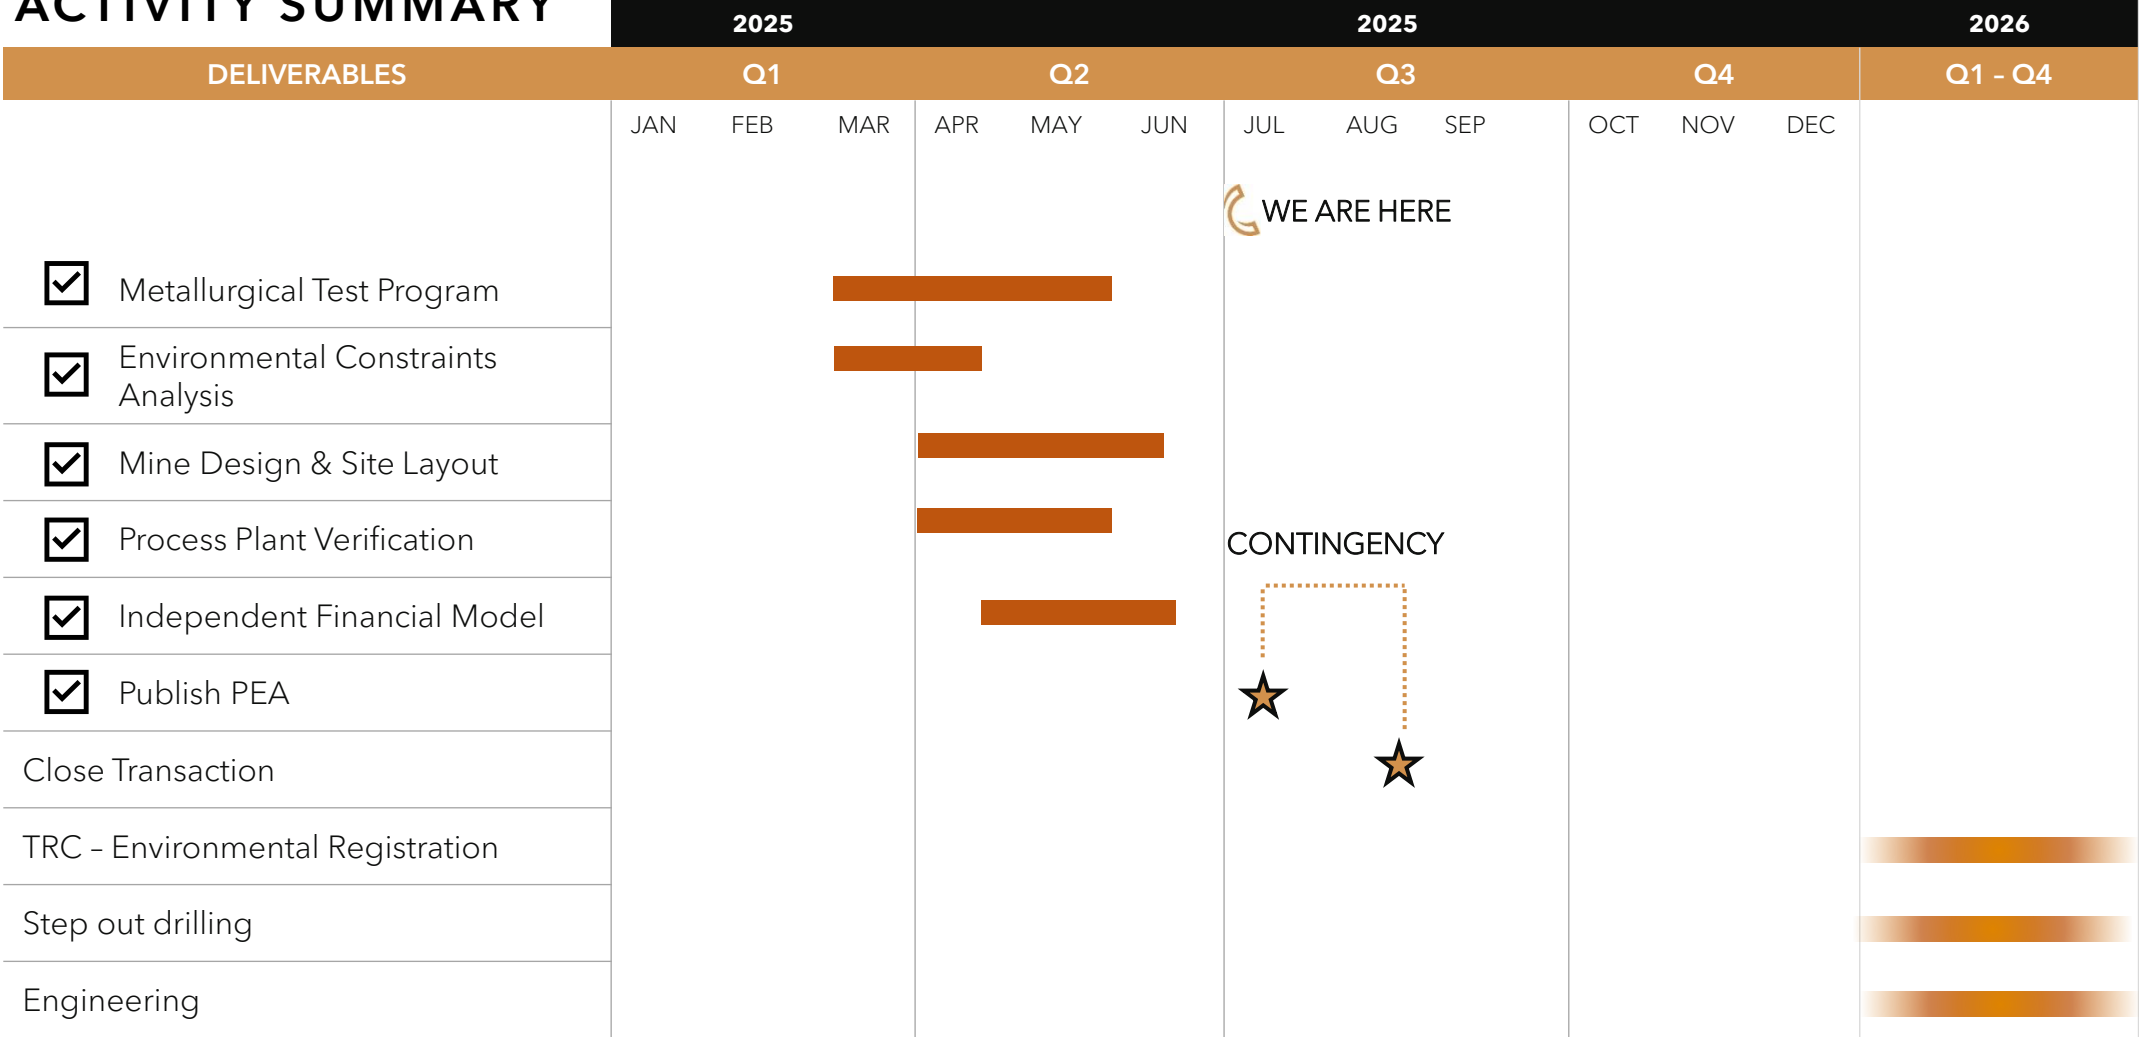 ACTIVITY SUMMARY
2025 2025 2026
DELIVERABLES Q1 Q2 Q3 Q4 Q1 – Q4
JAN FEB MAR APR MAY JUN JUL AUG SEP OCT NOV DEC
WE ARE HERE
Metallurgical Test Program
Environmental Constraints
Analysis
Mine Design & Site Layout
Process Plant Verification
CONTINGENCY
Independent Financial Model
Publish PEA
Close Transaction
TRC – Environmental Registration
Step out drilling
Engineering